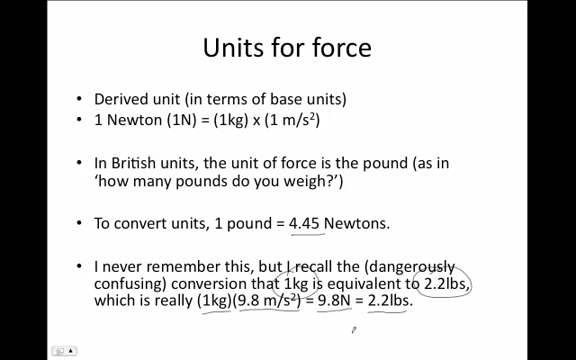 Units for force
• Derived unit (in terms of base units)
• 1 Newton (1N) = (1kg) x (1 m/s²)
• In British units, the unit of force is the pound (as in
‘how many pounds do you weigh?’)
• To convert units, 1 pound = 4.45 Newtons.
• I never remember this, but I recall the (dangerously
confusing) conversion that 1kg is equivalent to 2.2lbs,
which is really (1kg)(9.8 m/s²) = 9.8N = 2.2lbs.